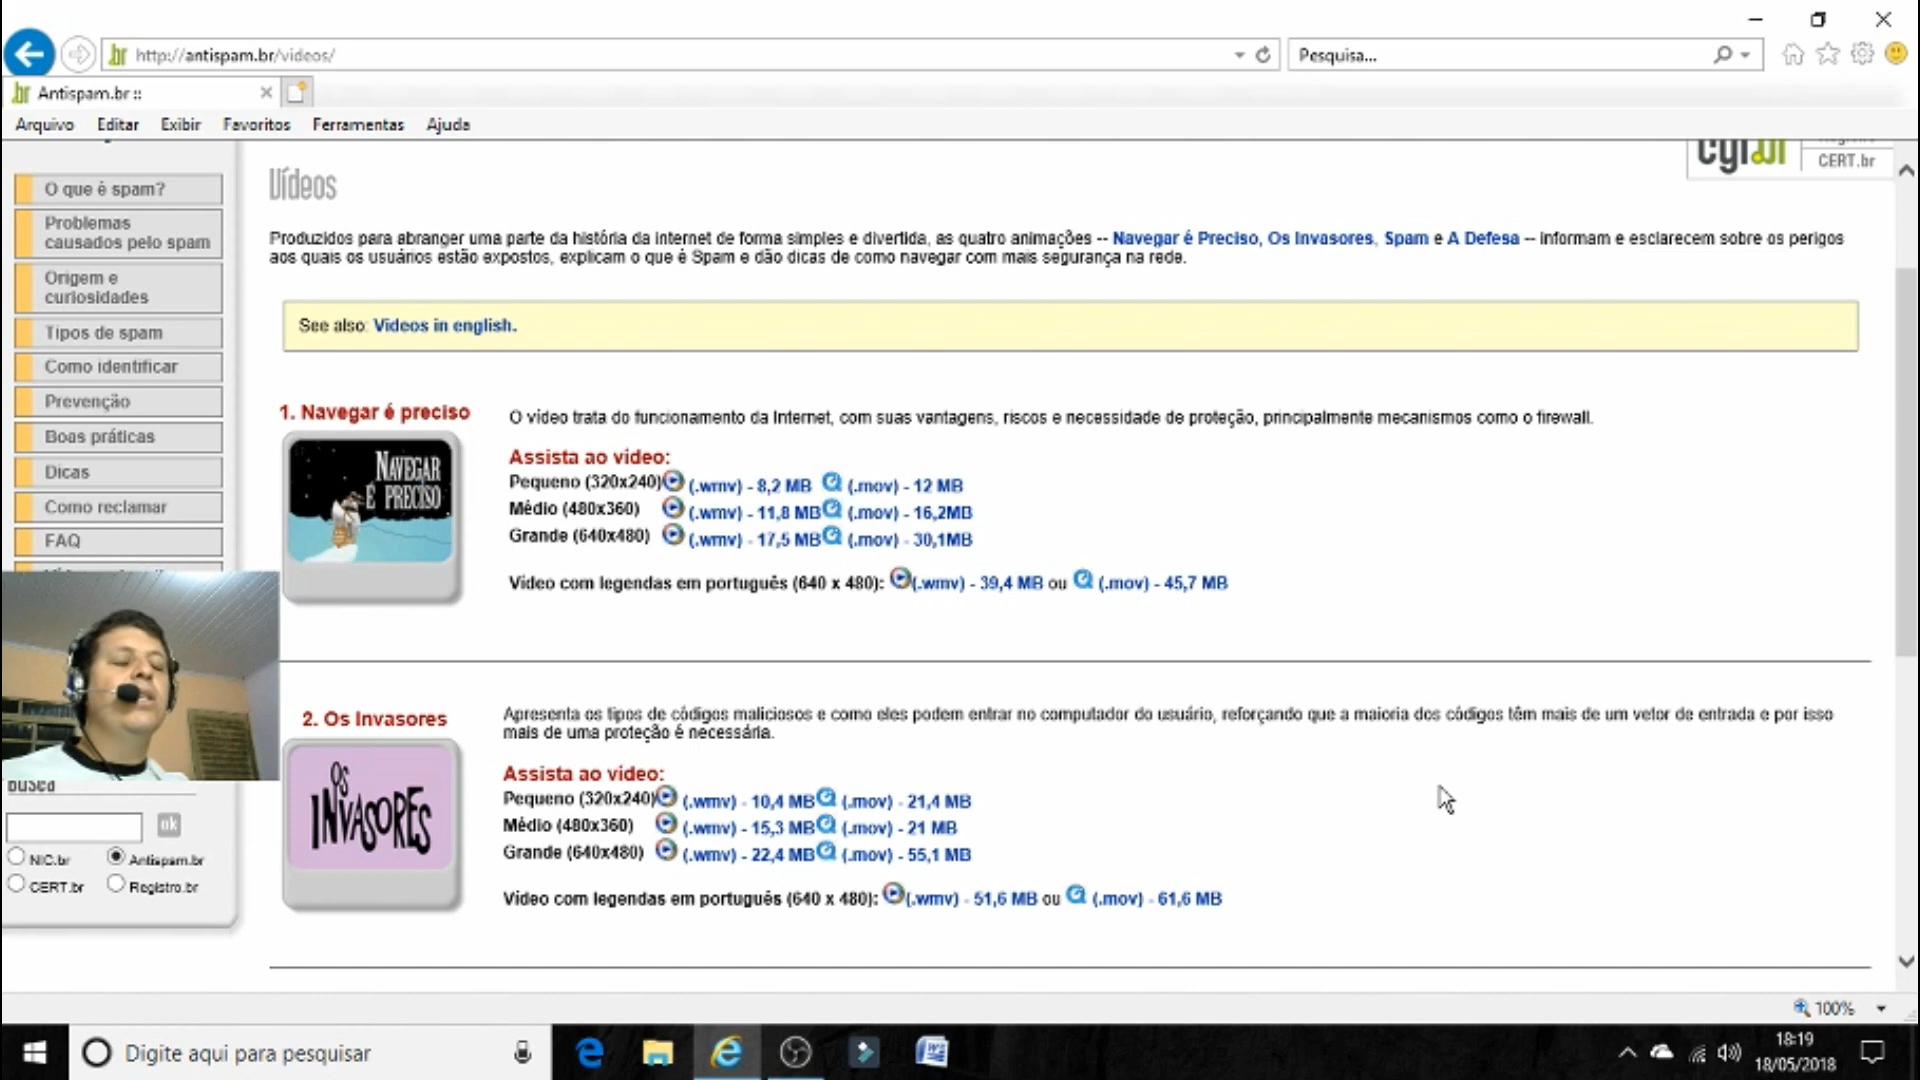 http://antispam.br/videos/
Pesquisa...
.br Antispam.br ::
Arquivo Editar Exibir Favoritos Ferramentas Ajuda
CERT.br
Vídeos
O que é spam?
Problemas
causados pelo spam
Origem e
curiosidades
Tipos de spam
Como identificar
Prevenção
Boas práticas
Dicas
Como reclamar
FAQ
Produzidos para abranger uma parte da história da Internet de forma simples e divertida, as quatro animações -- Navegar é Preciso, Os Invasores, Spam e A Defesa -- informam e esclarecem sobre os perigos
aos quais os usuários estão expostos, explicam o que é Spam e dão dicas de como navegar com mais segurança na rede.
See also: Videos in english.
1. Navegar é preciso
NAVEGAR
É PRECISO
O vídeo trata do funcionamento da Internet, com suas vantagens, riscos e necessidade de proteção, principalmente mecanismos como o firewall.
Assista ao vídeo:
Pequeno (320x240) (.wmv) - 8,2 MB (.mov) - 12 MB
Médio (480x360) (.wmv) - 11,8 MB (.mov) - 16,2MB
Grande (640x480) (.wmv) - 17,5 MB (.mov) - 30,1MB
Vídeo com legendas em português (640 x 480): (.wmv) - 39,4 MB ou (.mov) - 45,7 MB
2. Os Invasores
OS
INVASORES
Apresenta os tipos de códigos maliciosos e como eles podem entrar no computador do usuário, reforçando que a maioria dos códigos têm mais de um vetor de entrada e por isso
mais de uma proteção é necessária.
Assista ao vídeo:
Pequeno (320x240) (.wmv) - 10,4 MB (.mov) - 21,4 MB
Médio (480x360) (.wmv) - 15,3 MB (.mov) - 21 MB
Grande (640x480) (.wmv) - 22,4 MB (.mov) - 55,1 MB
Vídeo com legendas em português (640 x 480): (.wmv) - 51,6 MB ou (.mov) - 61,6 MB
Busca
ok
NIC.br Antispam.br
CERT.br Registro.br
100%
Digite aqui para pesquisar
18:19
18/05/2018